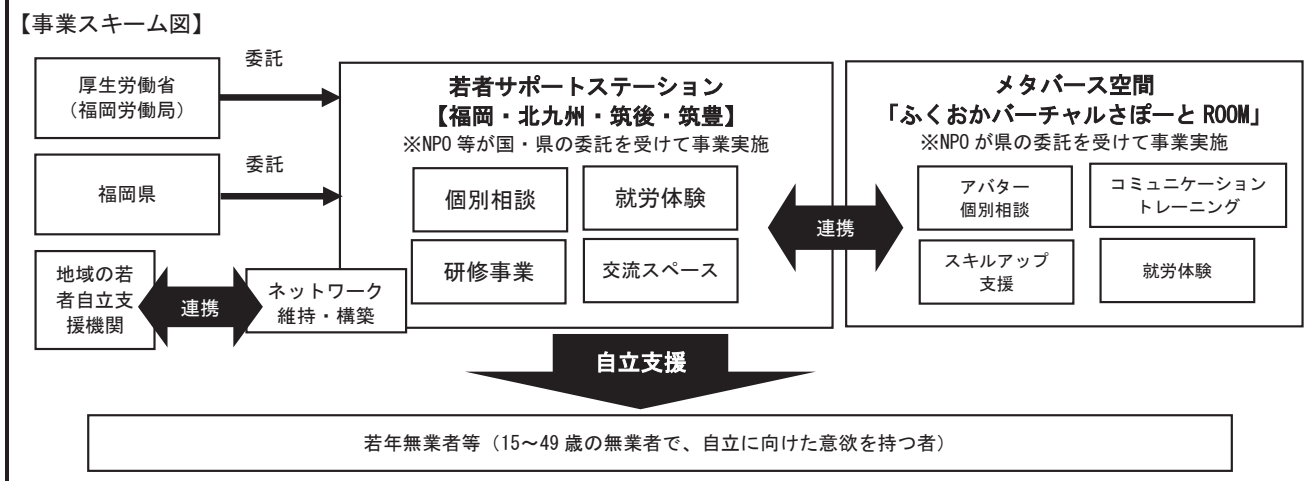 【事業スキーム図】
委託
厚生労働省
（福岡労働局）
委託
福岡県
地域の若
者自立支
援機関
連携
ネットワーク
維持・構築
若者サポートステーション
【福岡・北九州・筑後・筑豊】
※NPO 等が国・県の委託を受けて事業実施
個別相談
就労体験
研修事業
交流スペース
連携
メタバース空間
「ふくおかバーチャルさぽーと ROOM」
※NPO が県の委託を受けて事業実施
アバター
個別相談
コミュニケーション
トレーニング
スキルアップ
支援
就労体験
自立支援
若年無業者等（15～49 歳の無業者で、自立に向けた意欲を持つ者）